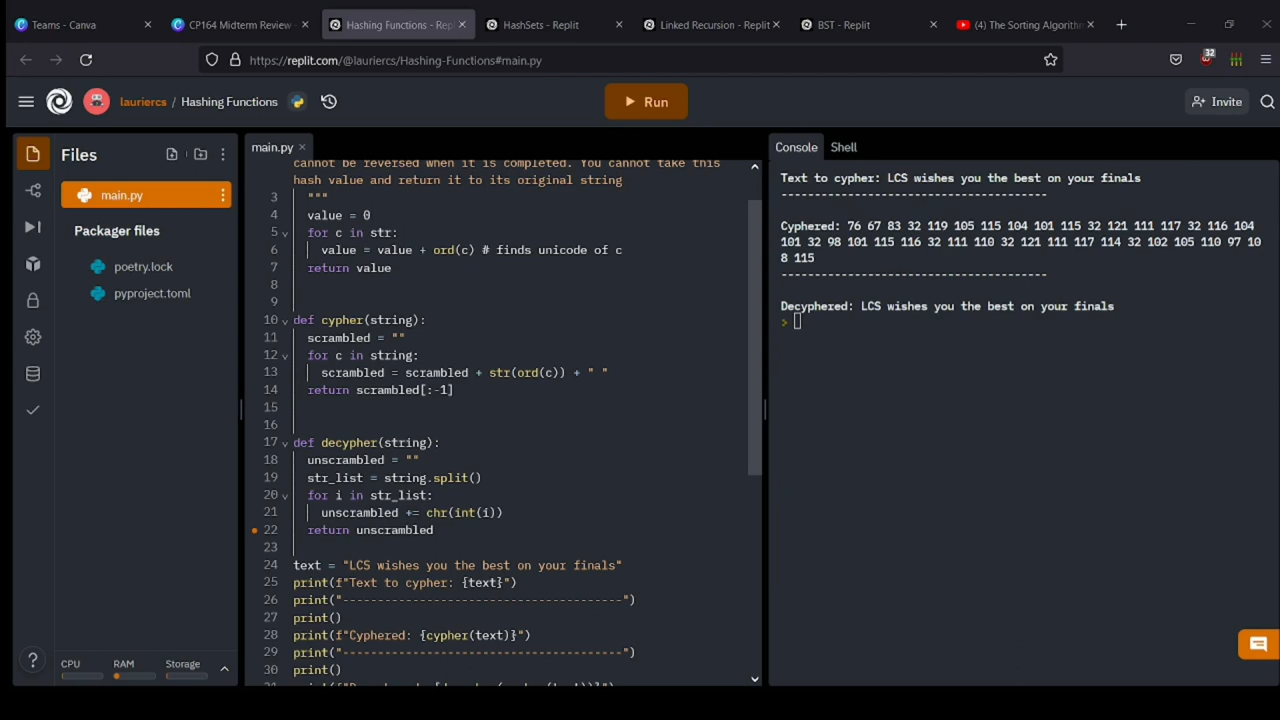 Teams - Canva
CP164 Midterm Review -
Hashing Functions - Rep
HashSets - Replit
Linked Recursion - Replit
BST - Replit
(4) The Sorting Algorithm
https://replit.com/@lauriercs/Hashing-Functions#main.py
32
lauriercs / Hashing Functions
Run
Invite
Files
main.py
Packager files
poetry.lock
pyproject.toml
CPU RAM Storage
main.py
cannot be reversed when it is completed. You cannot take this
hash value and return it to its original string
3 """
4 value = 0
5 for c in str:
6 value = value + ord(c) # finds unicode of c
7 return value
8
9
10 def cypher(string):
11 scrambled = ""
12 for c in string:
13 scrambled = scrambled + str(ord(c)) + " "
14 return scrambled[:-1]
15
16
17 def decypher(string):
18 unscrambled = ""
19 str_list = string.split()
20 for i in str_list:
21 unscrambled += chr(int(i))
22 return unscrambled
23
24 text = "LCS wishes you the best on your finals"
25 print(f"Text to cypher: {text}")
26 print("----------------------------------------")
27 print()
28 print(f"Cyphered: {cypher(text)}")
29 print("----------------------------------------")
30 print()
Console Shell
Text to cypher: LCS wishes you the best on your finals
----------------------------------------
Cyphered: 76 67 83 32 119 105 115 104 101 115 32 121 111 117 32 116 104
101 32 98 101 115 116 32 111 110 32 121 111 117 114 32 102 105 110 97 10
8 115
----------------------------------------
Decyphered: LCS wishes you the best on your finals
>